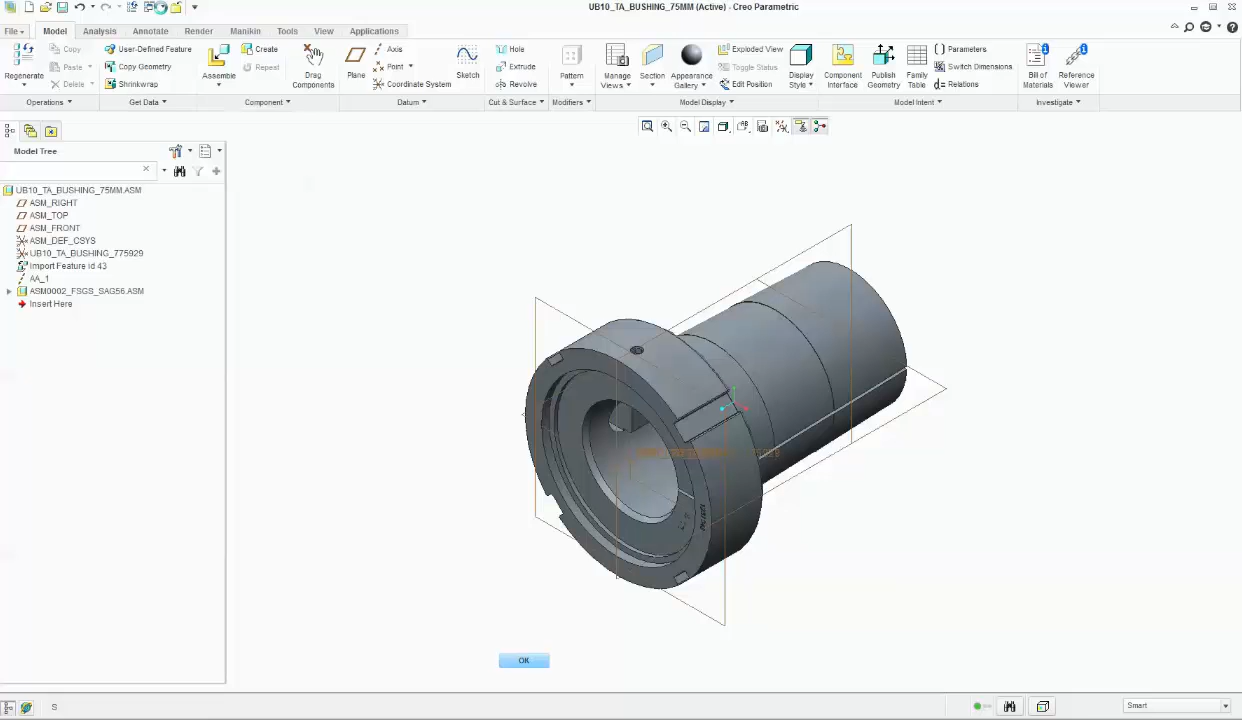 UB10_TA_BUSHING_75MM (Active) - Creo Parametric
File
Model
Analysis
Annotate
Render
Manikin
Tools
View
Applications
Regenerate
Copy
Paste
Delete
User-Defined Feature
Copy Geometry
Shrinkwrap
Assemble
Create
Repeat
Drag
Components
Plane
Axis
Point
Coordinate System
Sketch
Hole
Extrude
Revolve
Pattern
Manage
Views
Section
Appearance
Gallery
Exploded View
Toggle Status
Edit Position
Display
Style
Component
Interface
Publish
Geometry
Family
Table
Parameters
Switch Dimensions
Relations
Bill of
Materials
Reference
Viewer
Operations
Get Data
Component
Datum
Cut & Surface
Modifiers
Model Display
Model Intent
Investigate
Model Tree
UB10_TA_BUSHING_75MM.ASM
ASM_RIGHT
ASM_TOP
ASM_FRONT
ASM_DEF_CSYS
UB10_TA_BUSHING_775929
Import Feature id 43
AA_1
ASM0002_FSGS_SAG56.ASM
Insert Here
OK
S
Smart